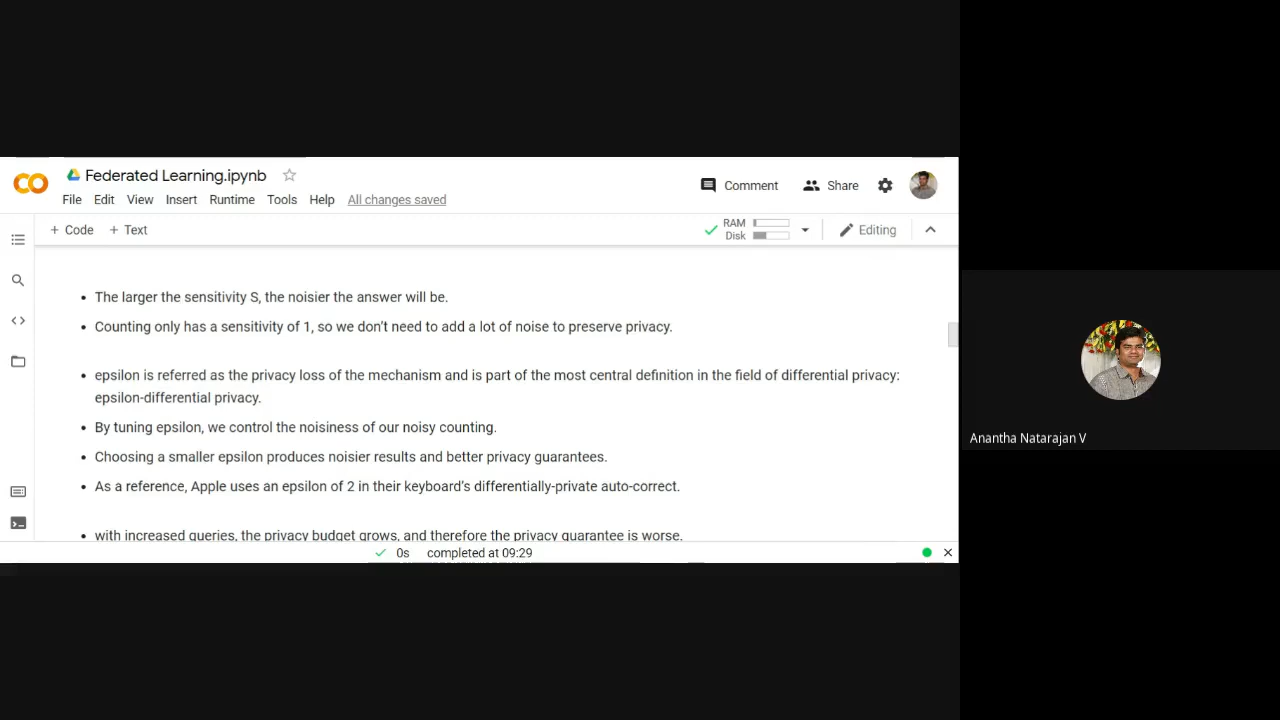 Federated Learning.ipynb
Comment
Share
File Edit View Insert Runtime Tools Help All changes saved
+ Code + Text
RAM
Disk
Editing
• The larger the sensitivity S, the noisier the answer will be.
• Counting only has a sensitivity of 1, so we don’t need to add a lot of noise to preserve privacy.
• epsilon is referred as the privacy loss of the mechanism and is part of the most central definition in the field of differential privacy:
epsilon-differential privacy.
• By tuning epsilon, we control the noisiness of our noisy counting.
• Choosing a smaller epsilon produces noisier results and better privacy guarantees.
• As a reference, Apple uses an epsilon of 2 in their keyboard’s differentially-private auto-correct.
• with increased queries, the privacy budget grows, and therefore the privacy guarantee is worse.
0s completed at 09:29
Anantha Natarajan V